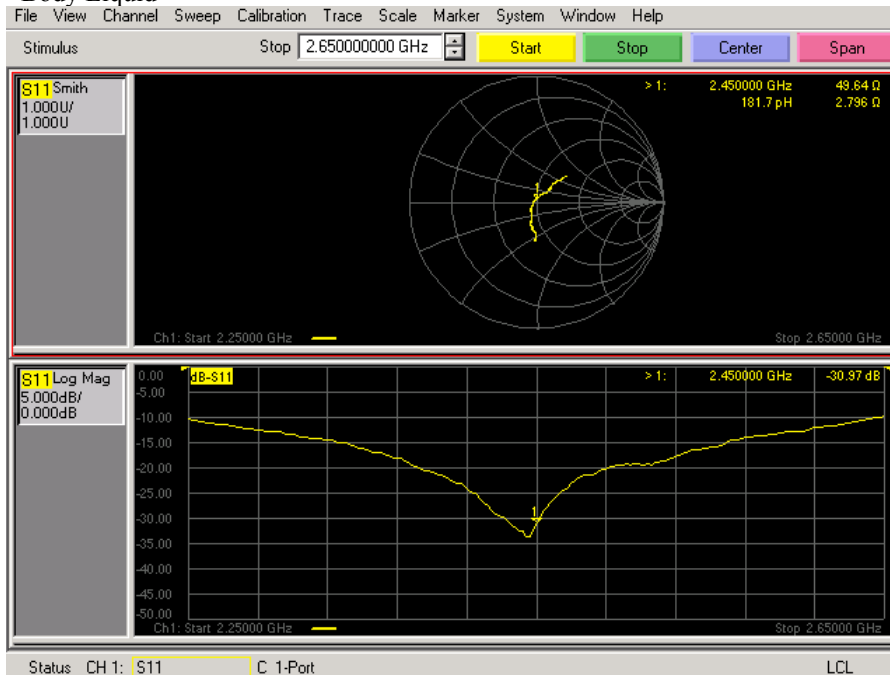 Body Liquid
File View Channel Sweep Calibration Trace Scale Marker System Window Help
Stimulus Stop 2.650000000 GHz Start Stop Center Span
S11 Smith
1.000U/
1.000U
> 1: 2.450000 GHz 49.64 Ω
181.7 pH 2.796 Ω
1
Ch1: Start 2.25000 GHz Stop 2.65000 GHz
S11 Log Mag
5.000dB/
0.000dB
0.00 dB-S11 > 1: 2.450000 GHz -30.97 dB
-5.00
-10.00
-15.00
-20.00
-25.00
-30.00 1
-35.00
-40.00
-45.00
-50.00
Ch1: Start 2.25000 GHz Stop 2.65000 GHz
Status CH 1: S11 C 1-Port LCL